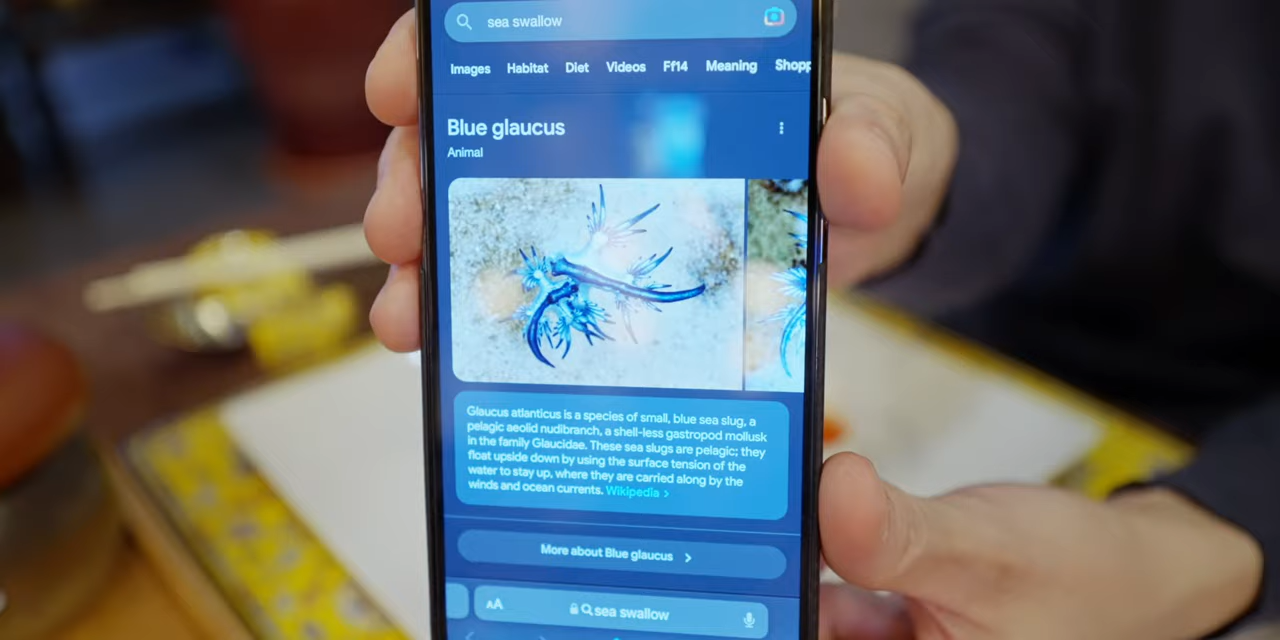 sea swallow
Images Habitat Diet Videos Ff14 Meaning Shopp
Blue glaucus
Animal
Glaucus atlanticus is a species of small, blue sea slug, a
pelagic aeolid nudibranch, a shell-less gastropod mollusk
in the family Glaucidae. These sea slugs are pelagic; they
float upside down by using the surface tension of the
water to stay up, where they are carried along by the
winds and ocean currents. Wikipedia >
More about Blue glaucus >
AA sea swallow